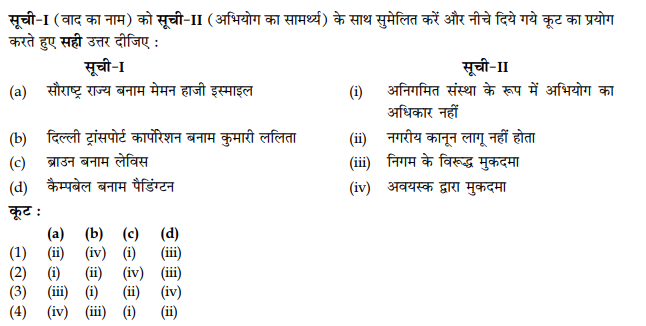 सूची-I (वाद का नाम) को सूची-II (अभियोग का सामर्थ्य) के साथ सुमेलित करें और नीचे दिये गये कूट का प्रयोग
करते हुए सही उत्तर दीजिए :
सूची-I सूची-II
(a) सौराष्ट्र राज्य बनाम मेमन हाजी इस्माइल (i) अनिगमित संस्था के रूप में अभियोग का
अधिकार नहीं
(b) दिल्ली ट्रांसपोर्ट कार्पोरेशन बनाम कुमारी ललिता (ii) नगरीय कानून लागू नहीं होता
(c) ब्राउन बनाम लेविस (iii) निगम के विरूद्ध मुकदमा
(d) कैम्पबेल बनाम पैडिंग्टन (iv) अवयस्क द्वारा मुकदमा
कूट :
(a) (b) (c) (d)
(1) (ii) (iv) (i) (iii)
(2) (i) (ii) (iv) (iii)
(3) (iii) (i) (ii) (iv)
(4) (iv) (iii) (i) (ii)